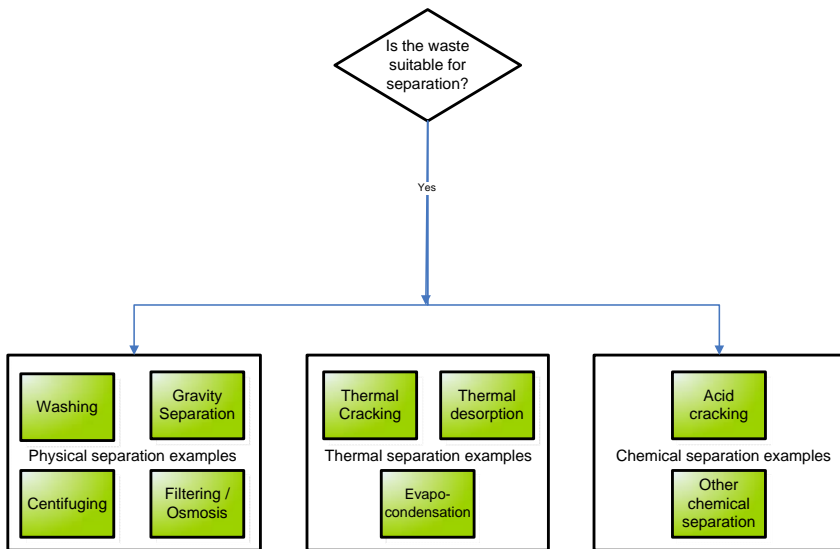 Is the waste
suitable for
separation?
Yes
Washing
Gravity
Separation
Physical separation examples
Centifuging
Filtering /
Osmosis
Thermal
Cracking
Thermal
desorption
Thermal separation examples
Evapo-
condensation
Acid
cracking
Chemical separation examples
Other
chemical
separation